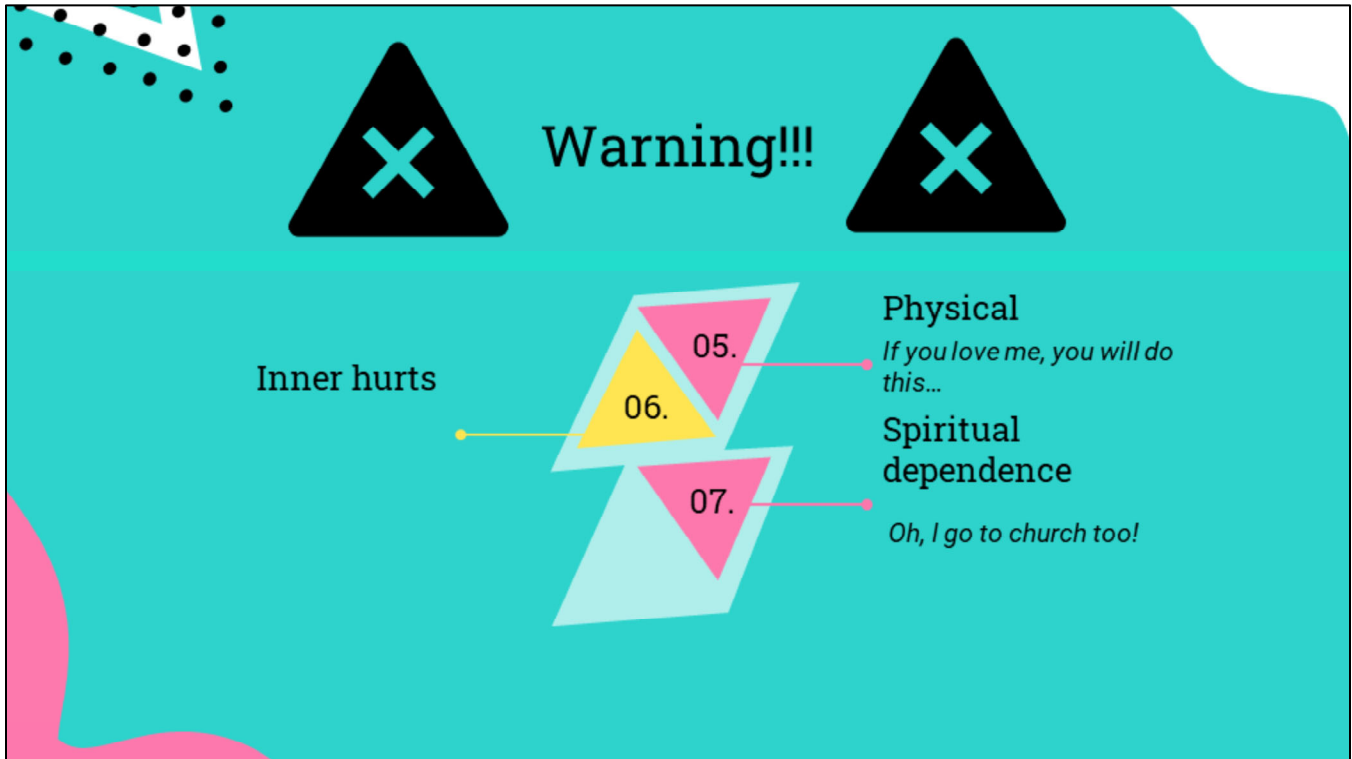 Warning!!!
05.
Physical
If you love me, you will do
this...
Inner hurts
06.
07.
Spiritual
dependence
Oh, I go to church too!